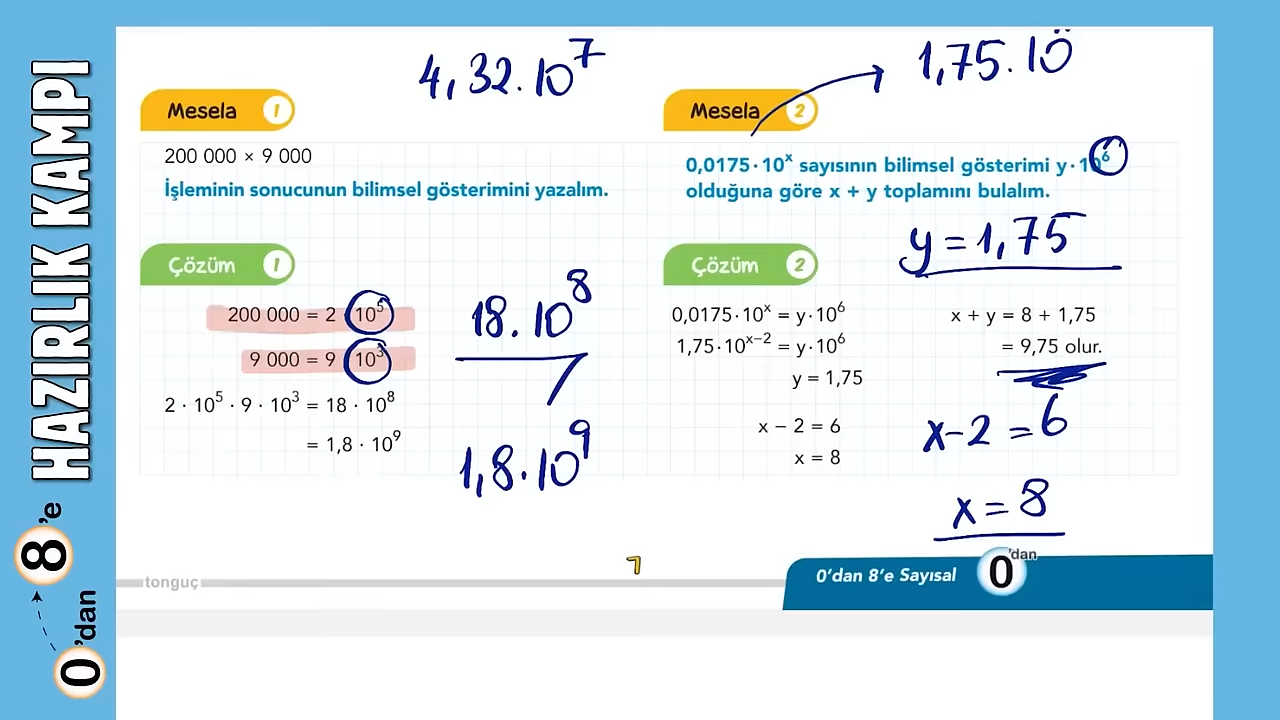 0'dan 8'e HAZIRLIK KAMPI
4,32.10⁷
Mesela 1
200 000 × 9 000
İşleminin sonucunun bilimsel gösterimini yazalım.
Çözüm 1
200 000 = 2 · 10⁵
9 000 = 9 · 10³
2 · 10⁵ · 9 · 10³ = 18 · 10⁸
= 1,8 · 10⁹
18.10⁸
1,8.10⁹
1,75.10
Mesela 2
0,0175·10ˣ sayısının bilimsel gösterimi y·10⁶
olduğuna göre x + y toplamını bulalım.
y = 1,75
Çözüm 2
0,0175·10ˣ = y·10⁶
1,75·10ˣ⁻² = y·10⁶
y = 1,75
x − 2 = 6
x = 8
x + y = 8 + 1,75
= 9,75 olur.
x-2 = 6
x = 8
7
tonguç
0'dan 8'e Sayısal
0'dan